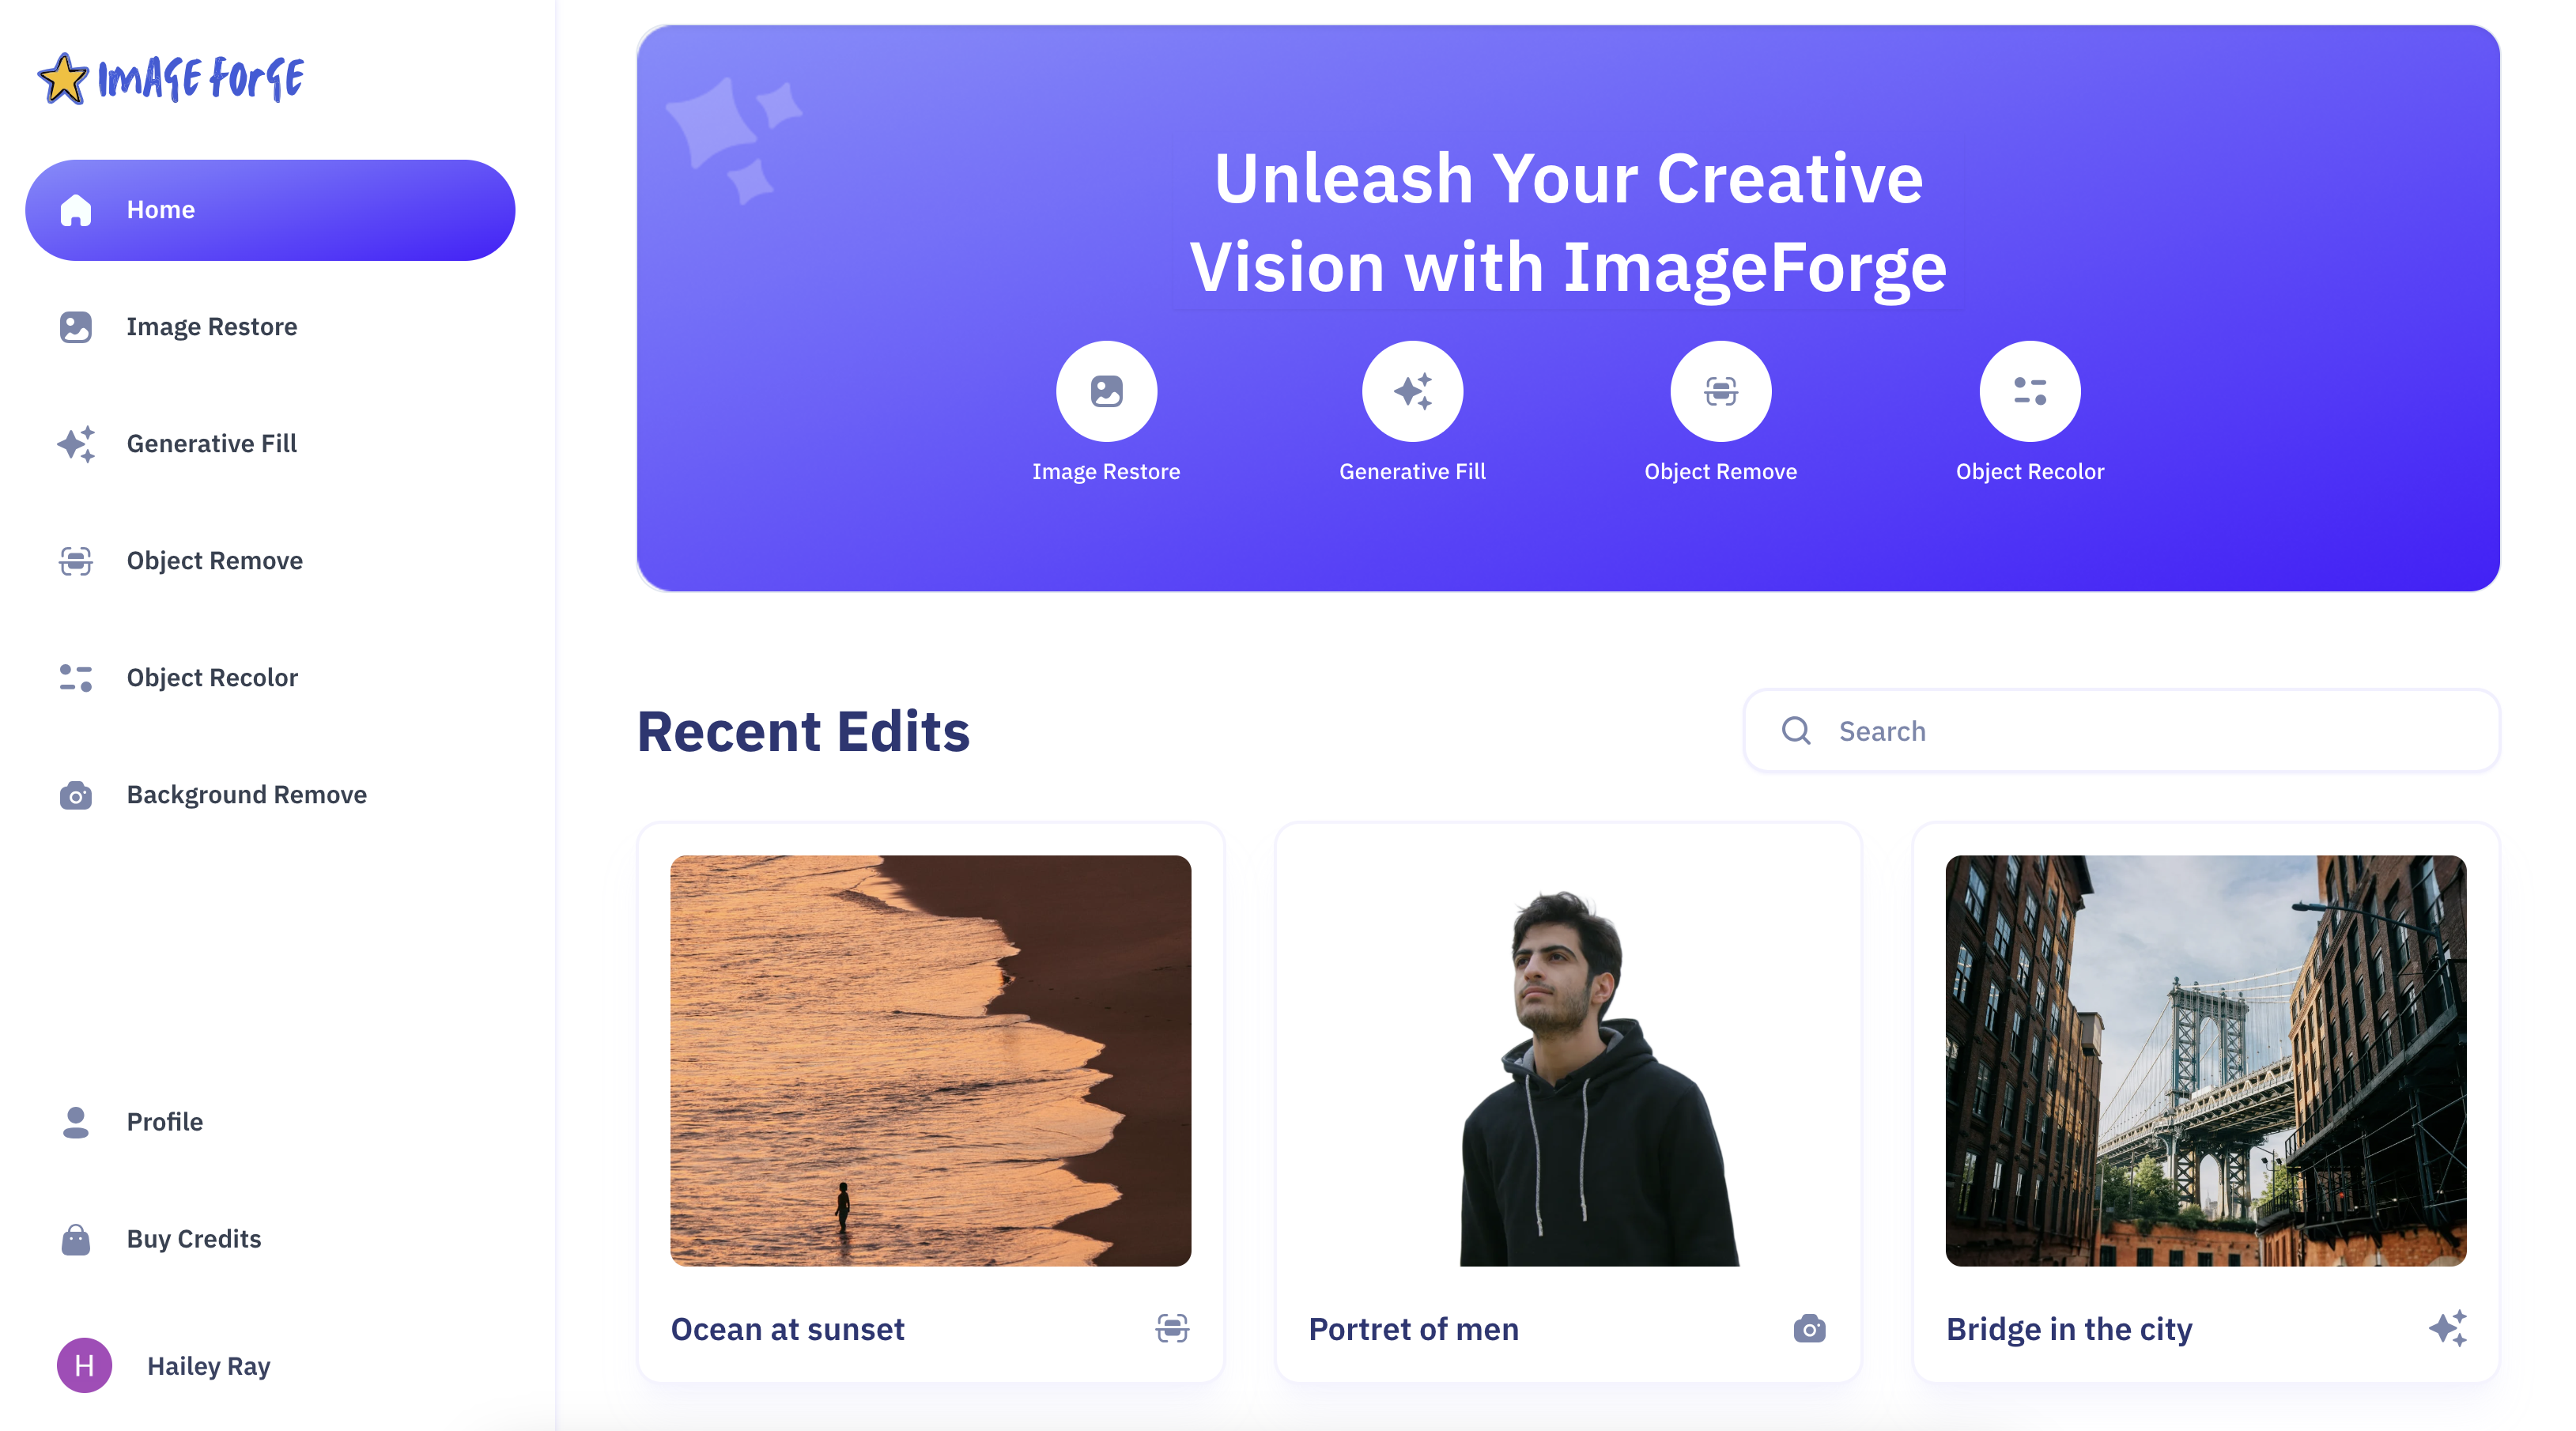 IMAGE FORGE
Home
Image Restore
Generative Fill
Object Remove
Object Recolor
Background Remove
Profile
Buy Credits
H
Hailey Ray
Unleash Your Creative
Vision with ImageForge
Image Restore
Generative Fill
Object Remove
Object Recolor
Recent Edits
Search
Ocean at sunset
Portret of men
Bridge in the city